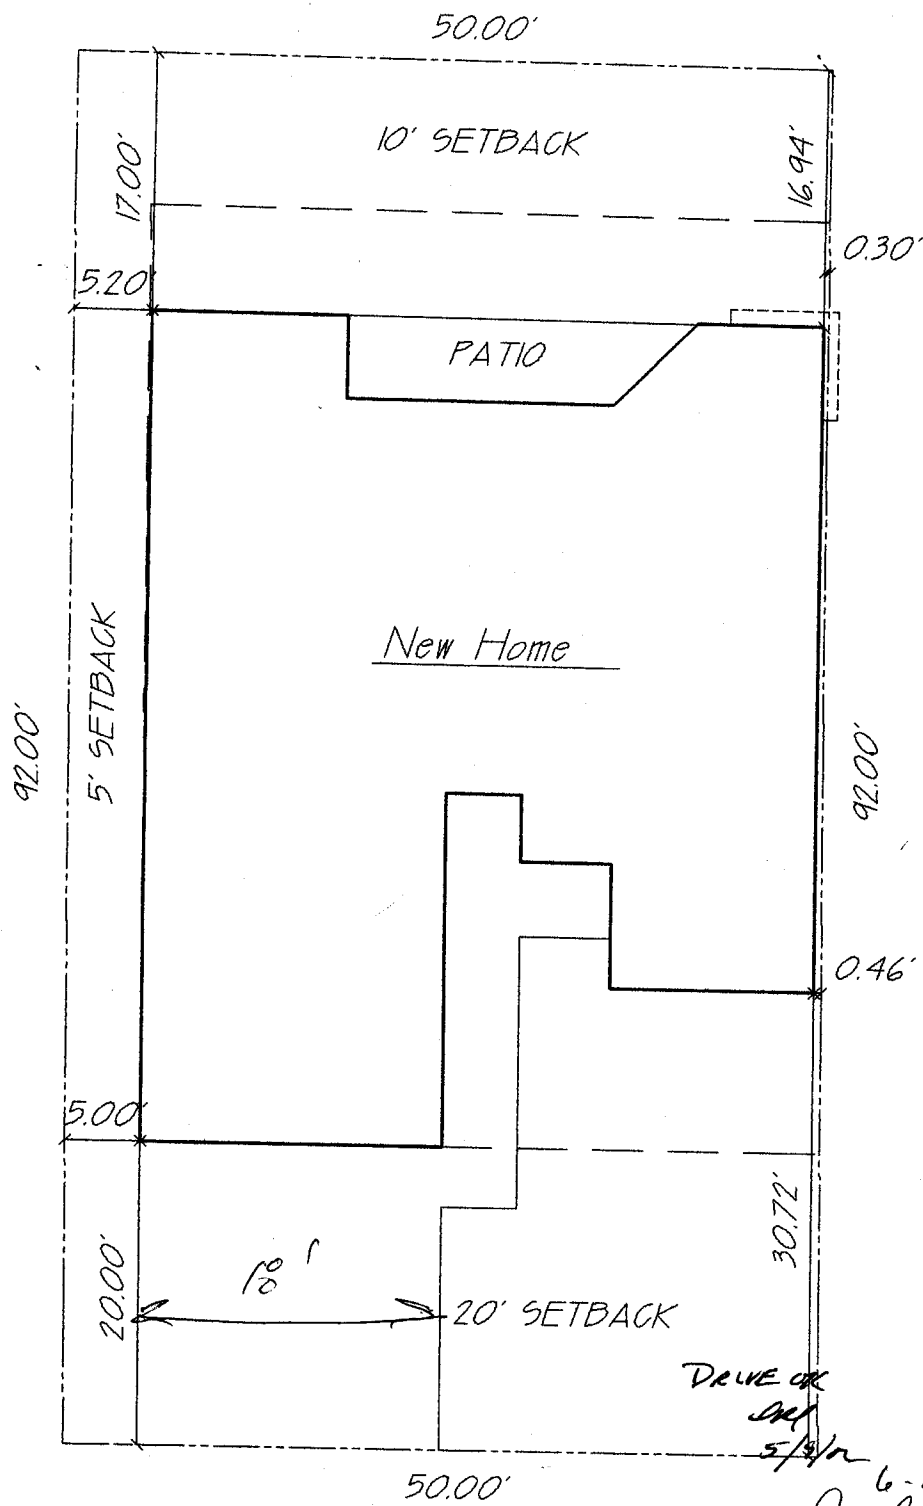 50.00'
10' SETBACK
17.00'
16.94'
0.30'
5.20'
PATIO
New Home
5' SETBACK
92.00'
92.00'
0.46'
5.00'
30.72'
20.00'
18'
20' SETBACK
DRIVE OK
50.00'